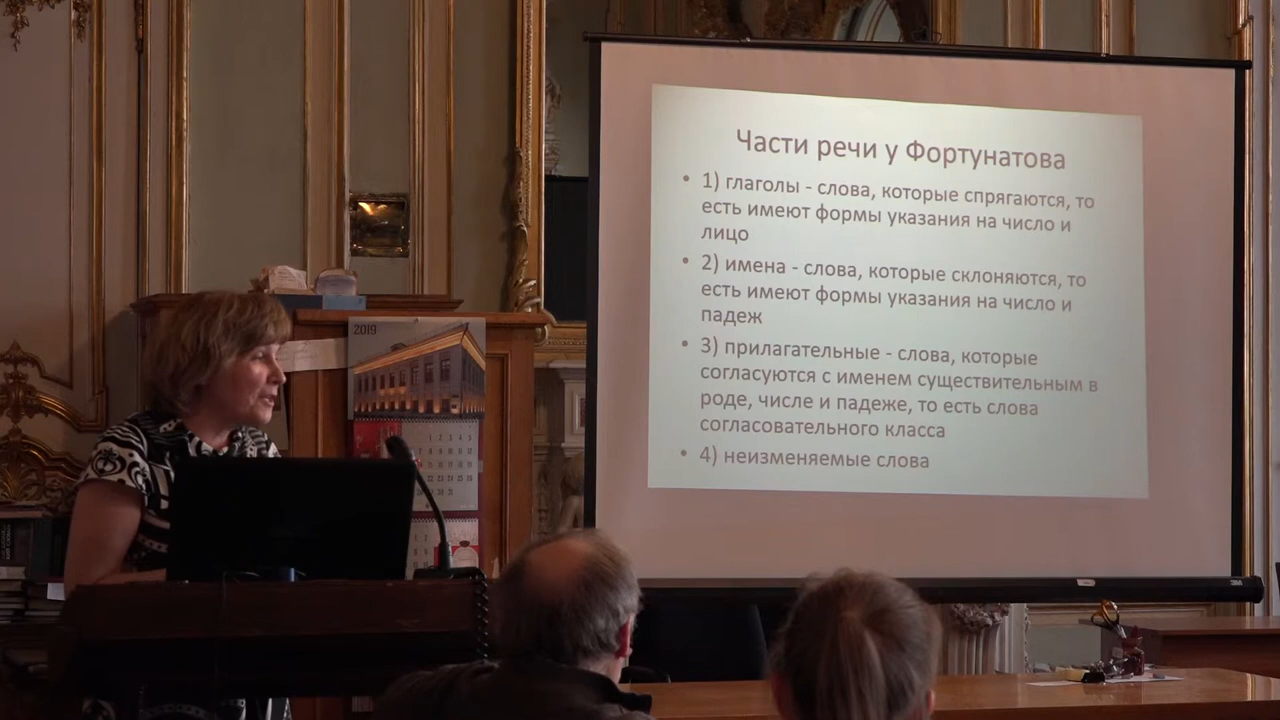 Части речи у Фортунатова
• 1) глаголы - слова, которые спрягаются, то
есть имеют формы указания на число и
лицо
• 2) имена - слова, которые склоняются, то
есть имеют формы указания на число и
падеж
• 3) прилагательные - слова, которые
согласуются с именем существительным в
роде, числе и падеже, то есть слова
согласовательного класса
• 4) неизменяемые слова
2019